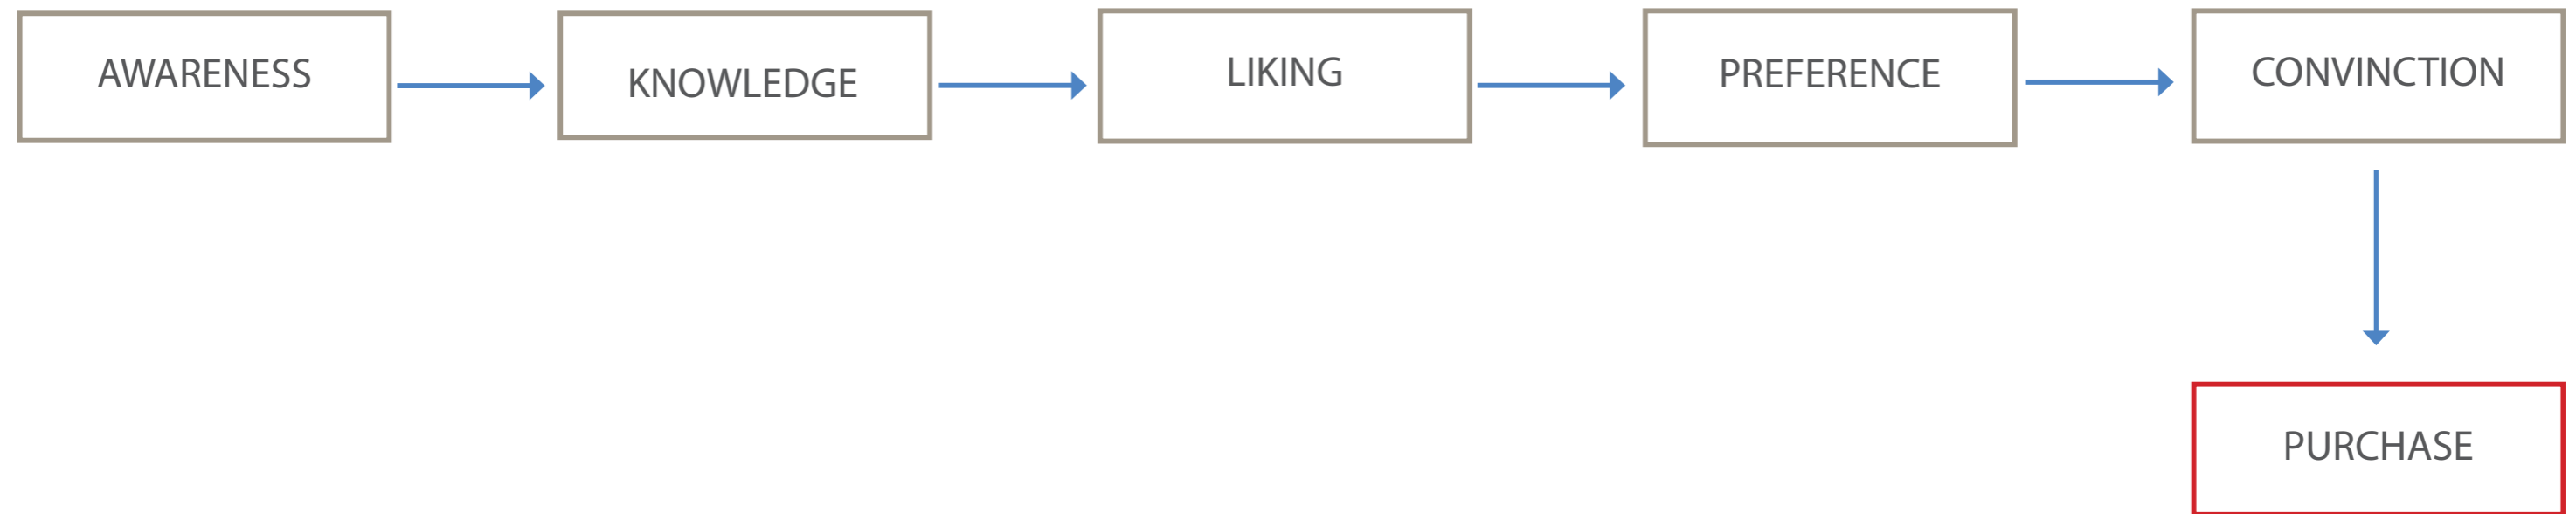 AWARENESS
KNOWLEDGE
LIKING
PREFERENCE
CONVINCTION
PURCHASE